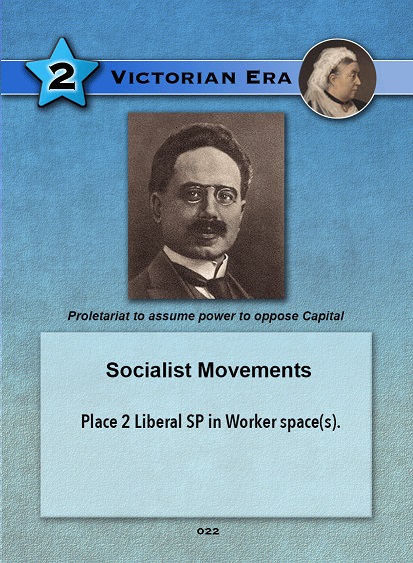 2 Victorian Era
Proletariat to assume power to oppose Capital
Socialist Movements
Place 2 Liberal SP in Worker space(s).
022